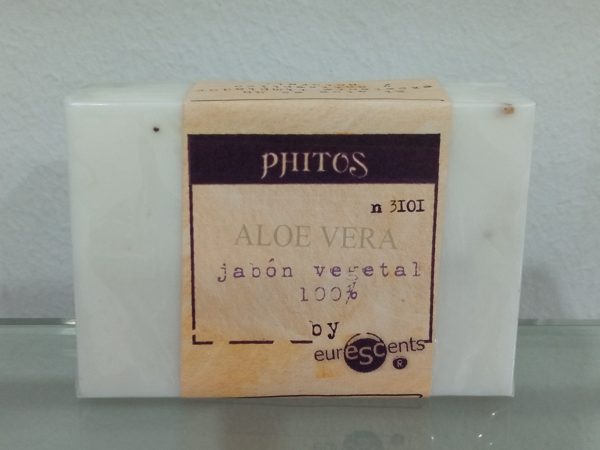 PHITOS
n 3101
ALOE VERA
jabón vegetal
100%
by
eurescents
®